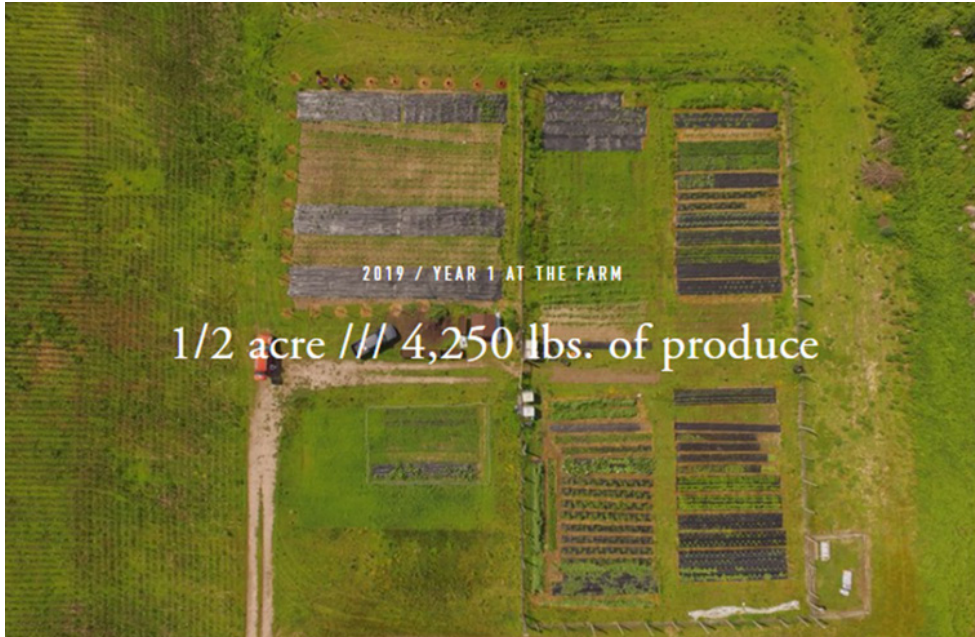 2019 / YEAR 1 AT THE FARM
1/2 acre /// 4,250 lbs. of produce